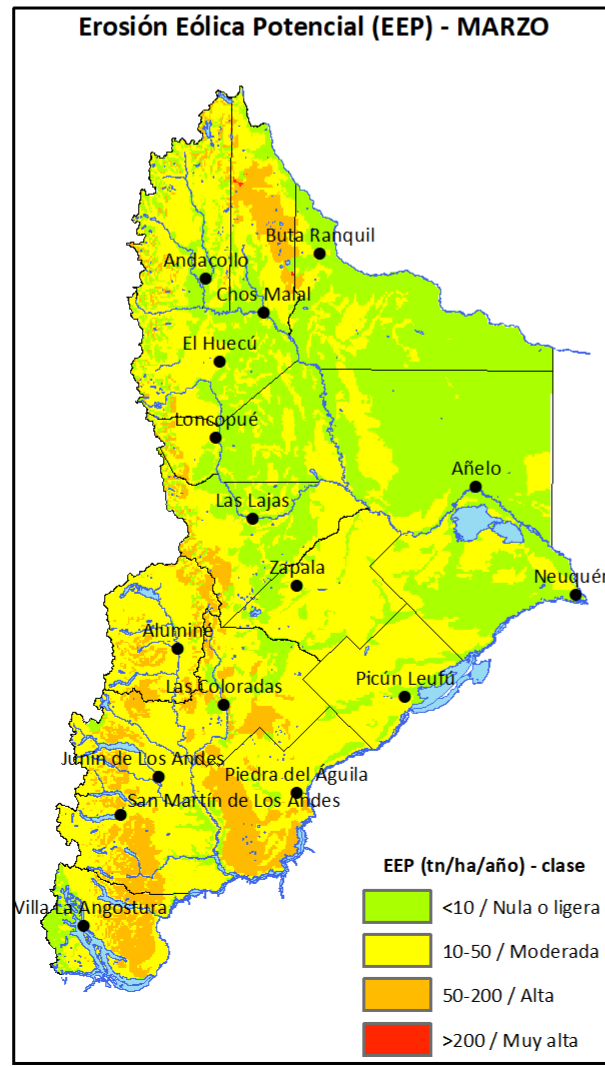 Erosión Eólica Potencial (EEP) - MARZO
Buta Ranquil
Andacollo
Chos Malal
El Huecú
Loncopué
Añelo
Las Lajas
Zapala
Neuquén
Aluminé
Las Coloradas
Picún Leufú
Junín de Los Andes
Piedra del Águila
San Martín de Los Andes
Villa La Angostura
EEP (tn/ha/año) - clase
<10 / Nula o ligera
10-50 / Moderada
50-200 / Alta
>200 / Muy alta